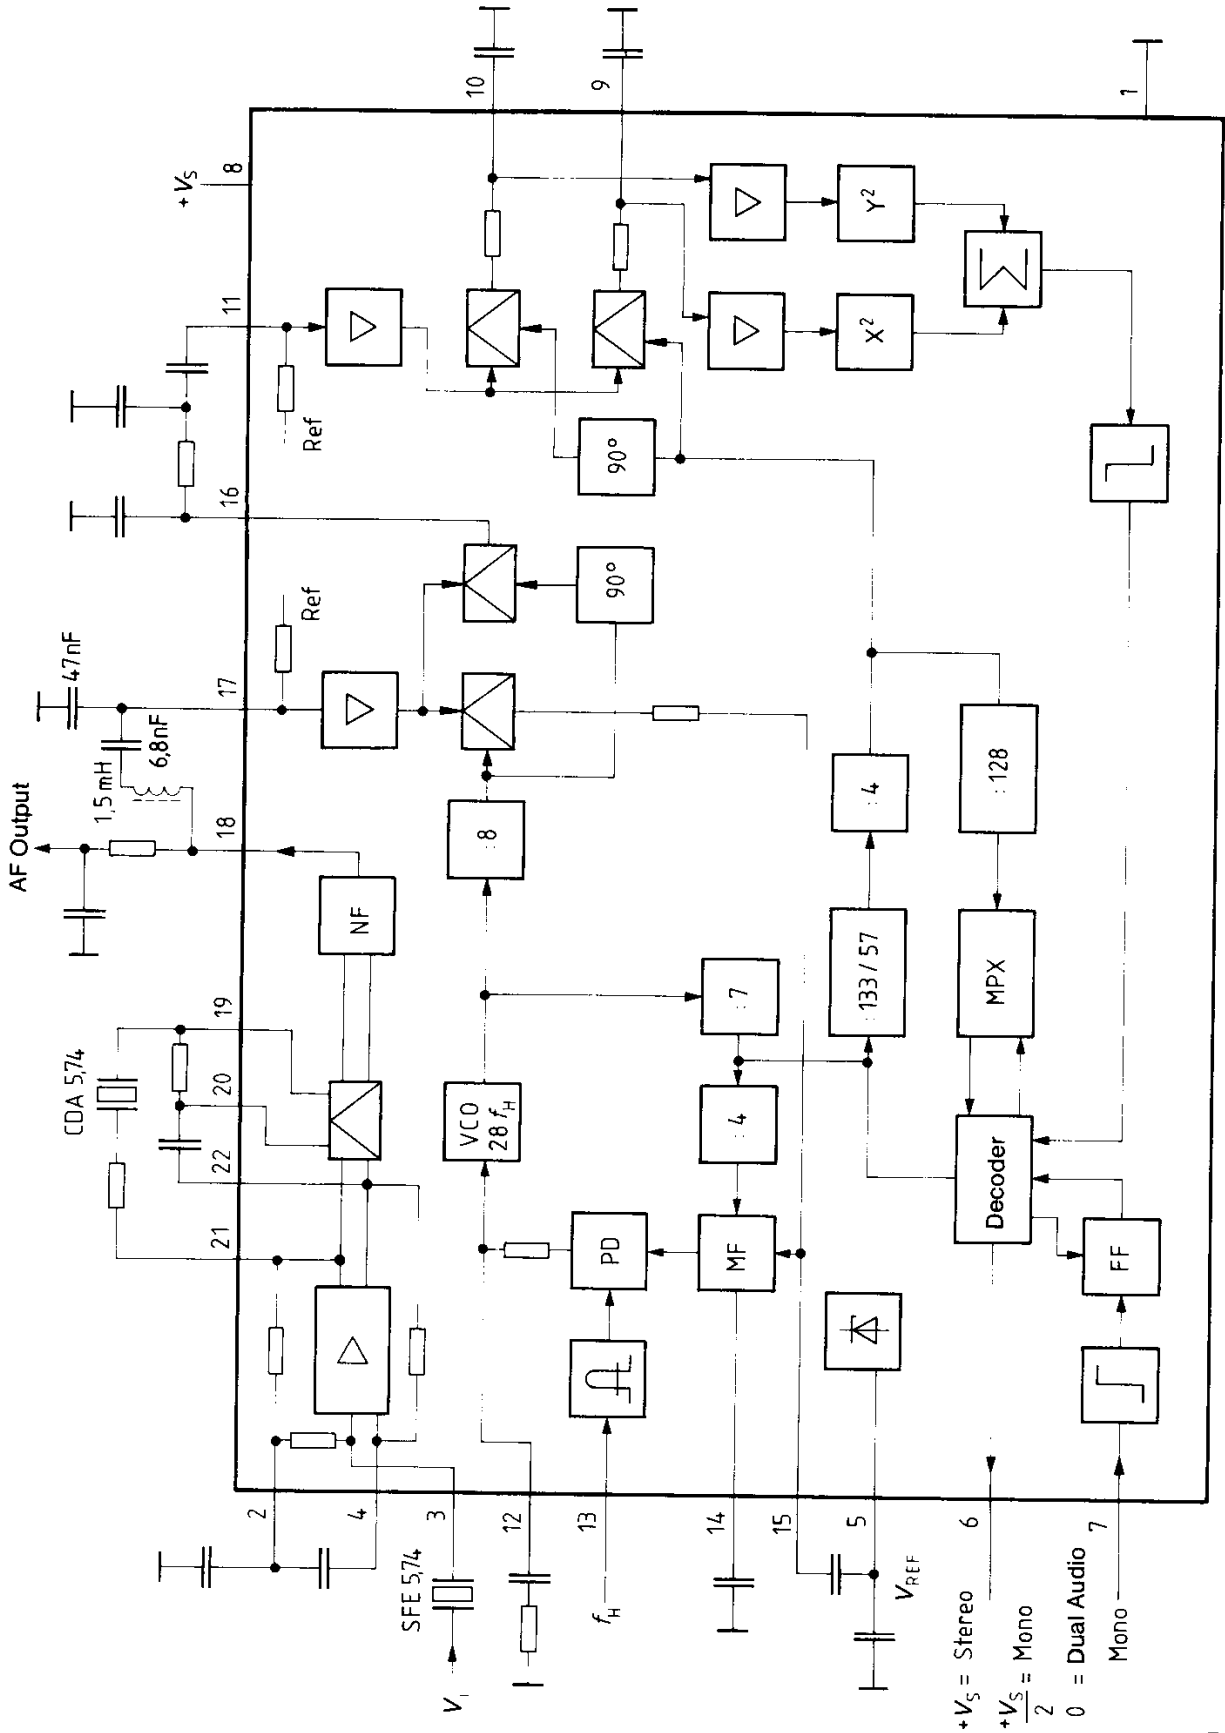 AF Output
CDA 5,74
1,5 mH
6,8nF
47nF
+VS
21
22
20
19
18
17
16
11
8
10
9
1
NF
Ref
Ref
2
4
3
12
13
14
15
5
6
7
SFE 5,74
VI
fH
VREF
VCO
28 fH
: 8
90°
90°
PD
MF
: 4
: 7
: 133 / 57
: 4
: 128
MPX
Decoder
FF
X²
Y²
Σ
+VS = Stereo
+VS/2 = Mono
0 = Dual Audio
Mono